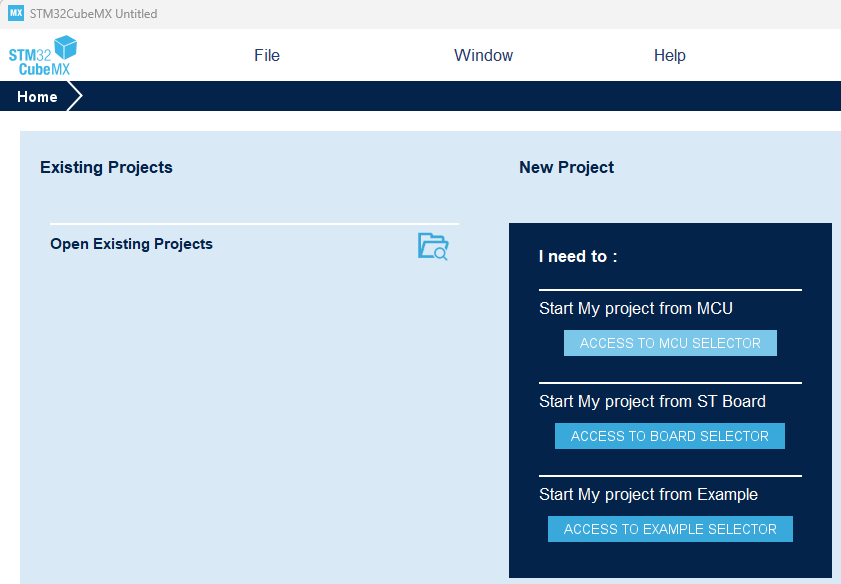 MX STM32CubeMX Untitled
STM32
CubeMX
File Window Help
Home
Existing Projects
Open Existing Projects
New Project
I need to :
Start My project from MCU
ACCESS TO MCU SELECTOR
Start My project from ST Board
ACCESS TO BOARD SELECTOR
Start My project from Example
ACCESS TO EXAMPLE SELECTOR